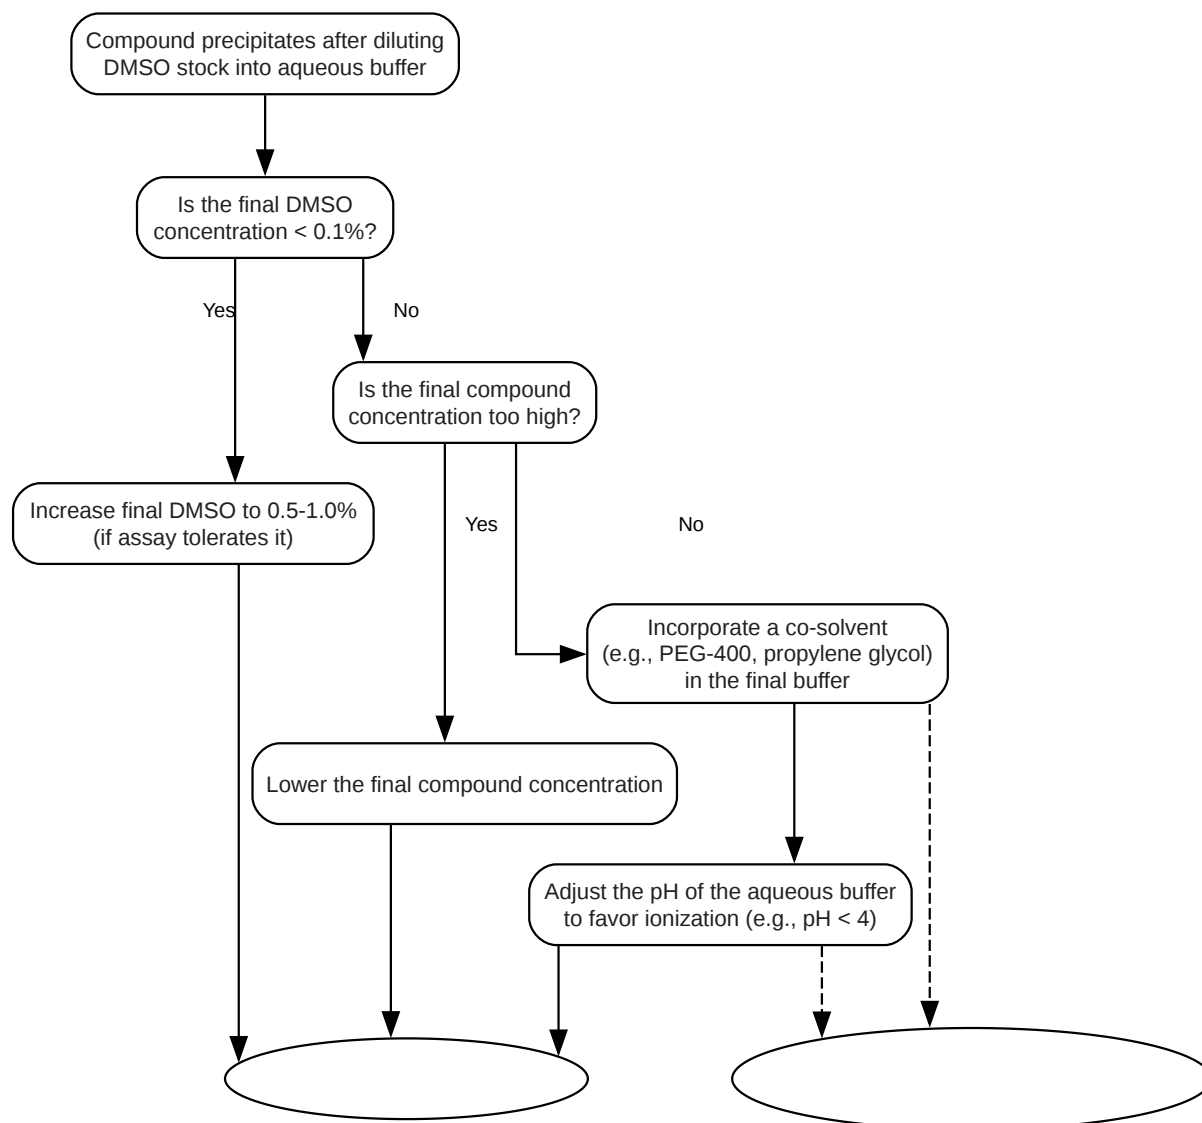 Compound precipitates after diluting
DMSO stock into aqueous buffer
Is the final DMSO
concentration < 0.1%?
Yes
No
Is the final compound
concentration too high?
Increase final DMSO to 0.5-1.0%
(if assay tolerates it)
Yes
No
Incorporate a co-solvent
(e.g., PEG-400, propylene glycol)
in the final buffer
Lower the final compound concentration
Adjust the pH of the aqueous buffer
to favor ionization (e.g., pH < 4)